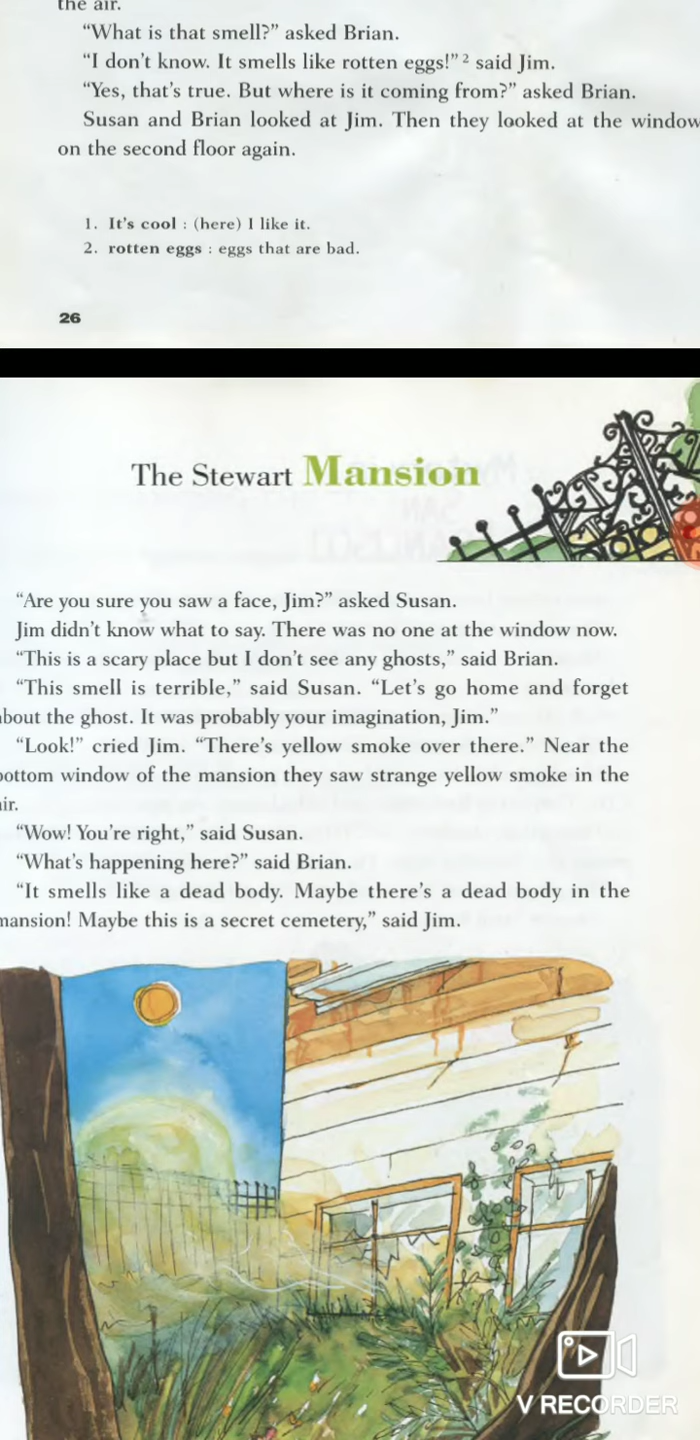 the air.
“What is that smell?” asked Brian.
“I don’t know. It smells like rotten eggs!” 2 said Jim.
“Yes, that’s true. But where is it coming from?” asked Brian.
Susan and Brian looked at Jim. Then they looked at the window
on the second floor again.
1. It’s cool : (here) I like it.
2. rotten eggs : eggs that are bad.
26
The Stewart Mansion
“Are you sure you saw a face, Jim?” asked Susan.
Jim didn’t know what to say. There was no one at the window now.
“This is a scary place but I don’t see any ghosts,” said Brian.
“This smell is terrible,” said Susan. “Let’s go home and forget
about the ghost. It was probably your imagination, Jim.”
“Look!” cried Jim. “There’s yellow smoke over there.” Near the
bottom window of the mansion they saw strange yellow smoke in the
air.
“Wow! You’re right,” said Susan.
“What’s happening here?” said Brian.
“It smells like a dead body. Maybe there’s a dead body in the
mansion! Maybe this is a secret cemetery,” said Jim.
V RECORDER